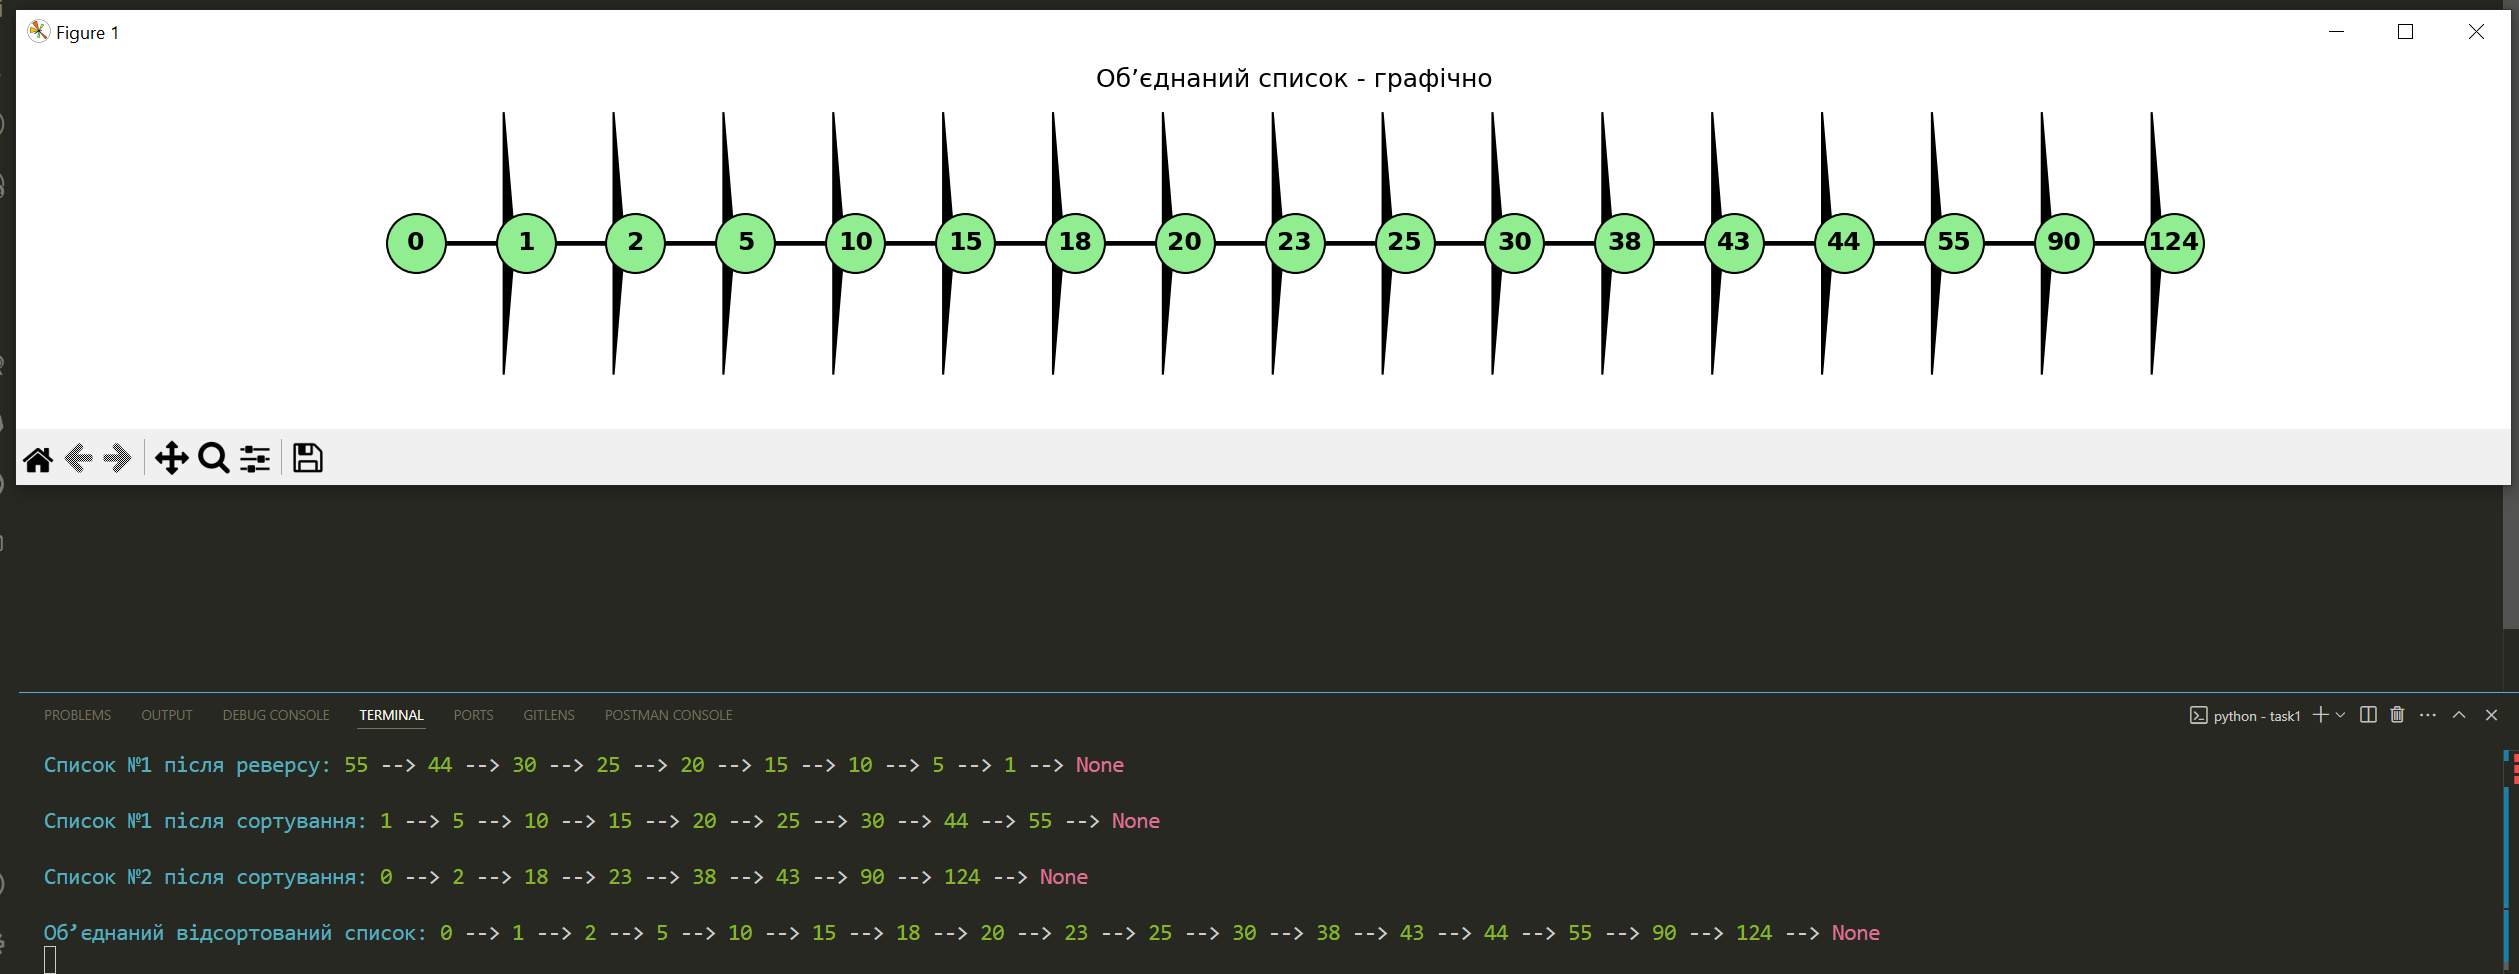 Figure 1
Об’єднаний список - графічно
0 1 2 5 10 15 18 20 23 25 30 38 43 44 55 90 124
PROBLEMS OUTPUT DEBUG CONSOLE TERMINAL PORTS GITLENS POSTMAN CONSOLE python - task1
Список №1 після реверсу: 55 --> 44 --> 30 --> 25 --> 20 --> 15 --> 10 --> 5 --> 1 --> None
Список №1 після сортування: 1 --> 5 --> 10 --> 15 --> 20 --> 25 --> 30 --> 44 --> 55 --> None
Список №2 після сортування: 0 --> 2 --> 18 --> 23 --> 38 --> 43 --> 90 --> 124 --> None
Об’єднаний відсортований список: 0 --> 1 --> 2 --> 5 --> 10 --> 15 --> 18 --> 20 --> 23 --> 25 --> 30 --> 38 --> 43 --> 44 --> 55 --> 90 --> 124 --> None